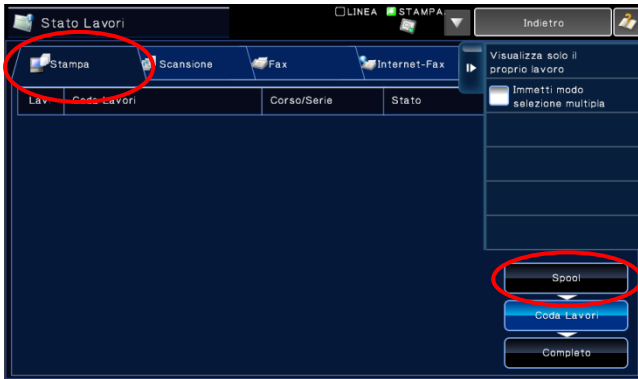 Stato Lavori
LINEA STAMPA
Indietro
Stampa
Scansione
Fax
Internet-Fax
Visualizza solo il
proprio lavoro
Immetti modo
selezione multipla
Lav Coda Lavori Corso/Serie Stato
Spool
Coda Lavori
Completo